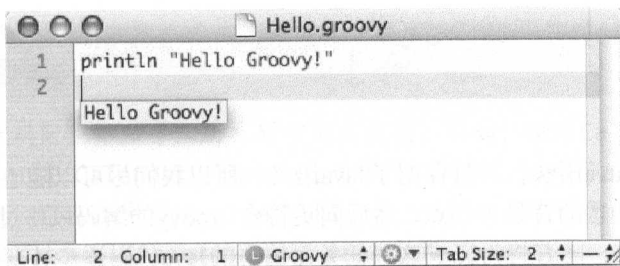 Hello.groovy
1 println "Hello Groovy!"
2
Hello Groovy!
Line: 2 Column: 1 L Groovy Tab Size: 2